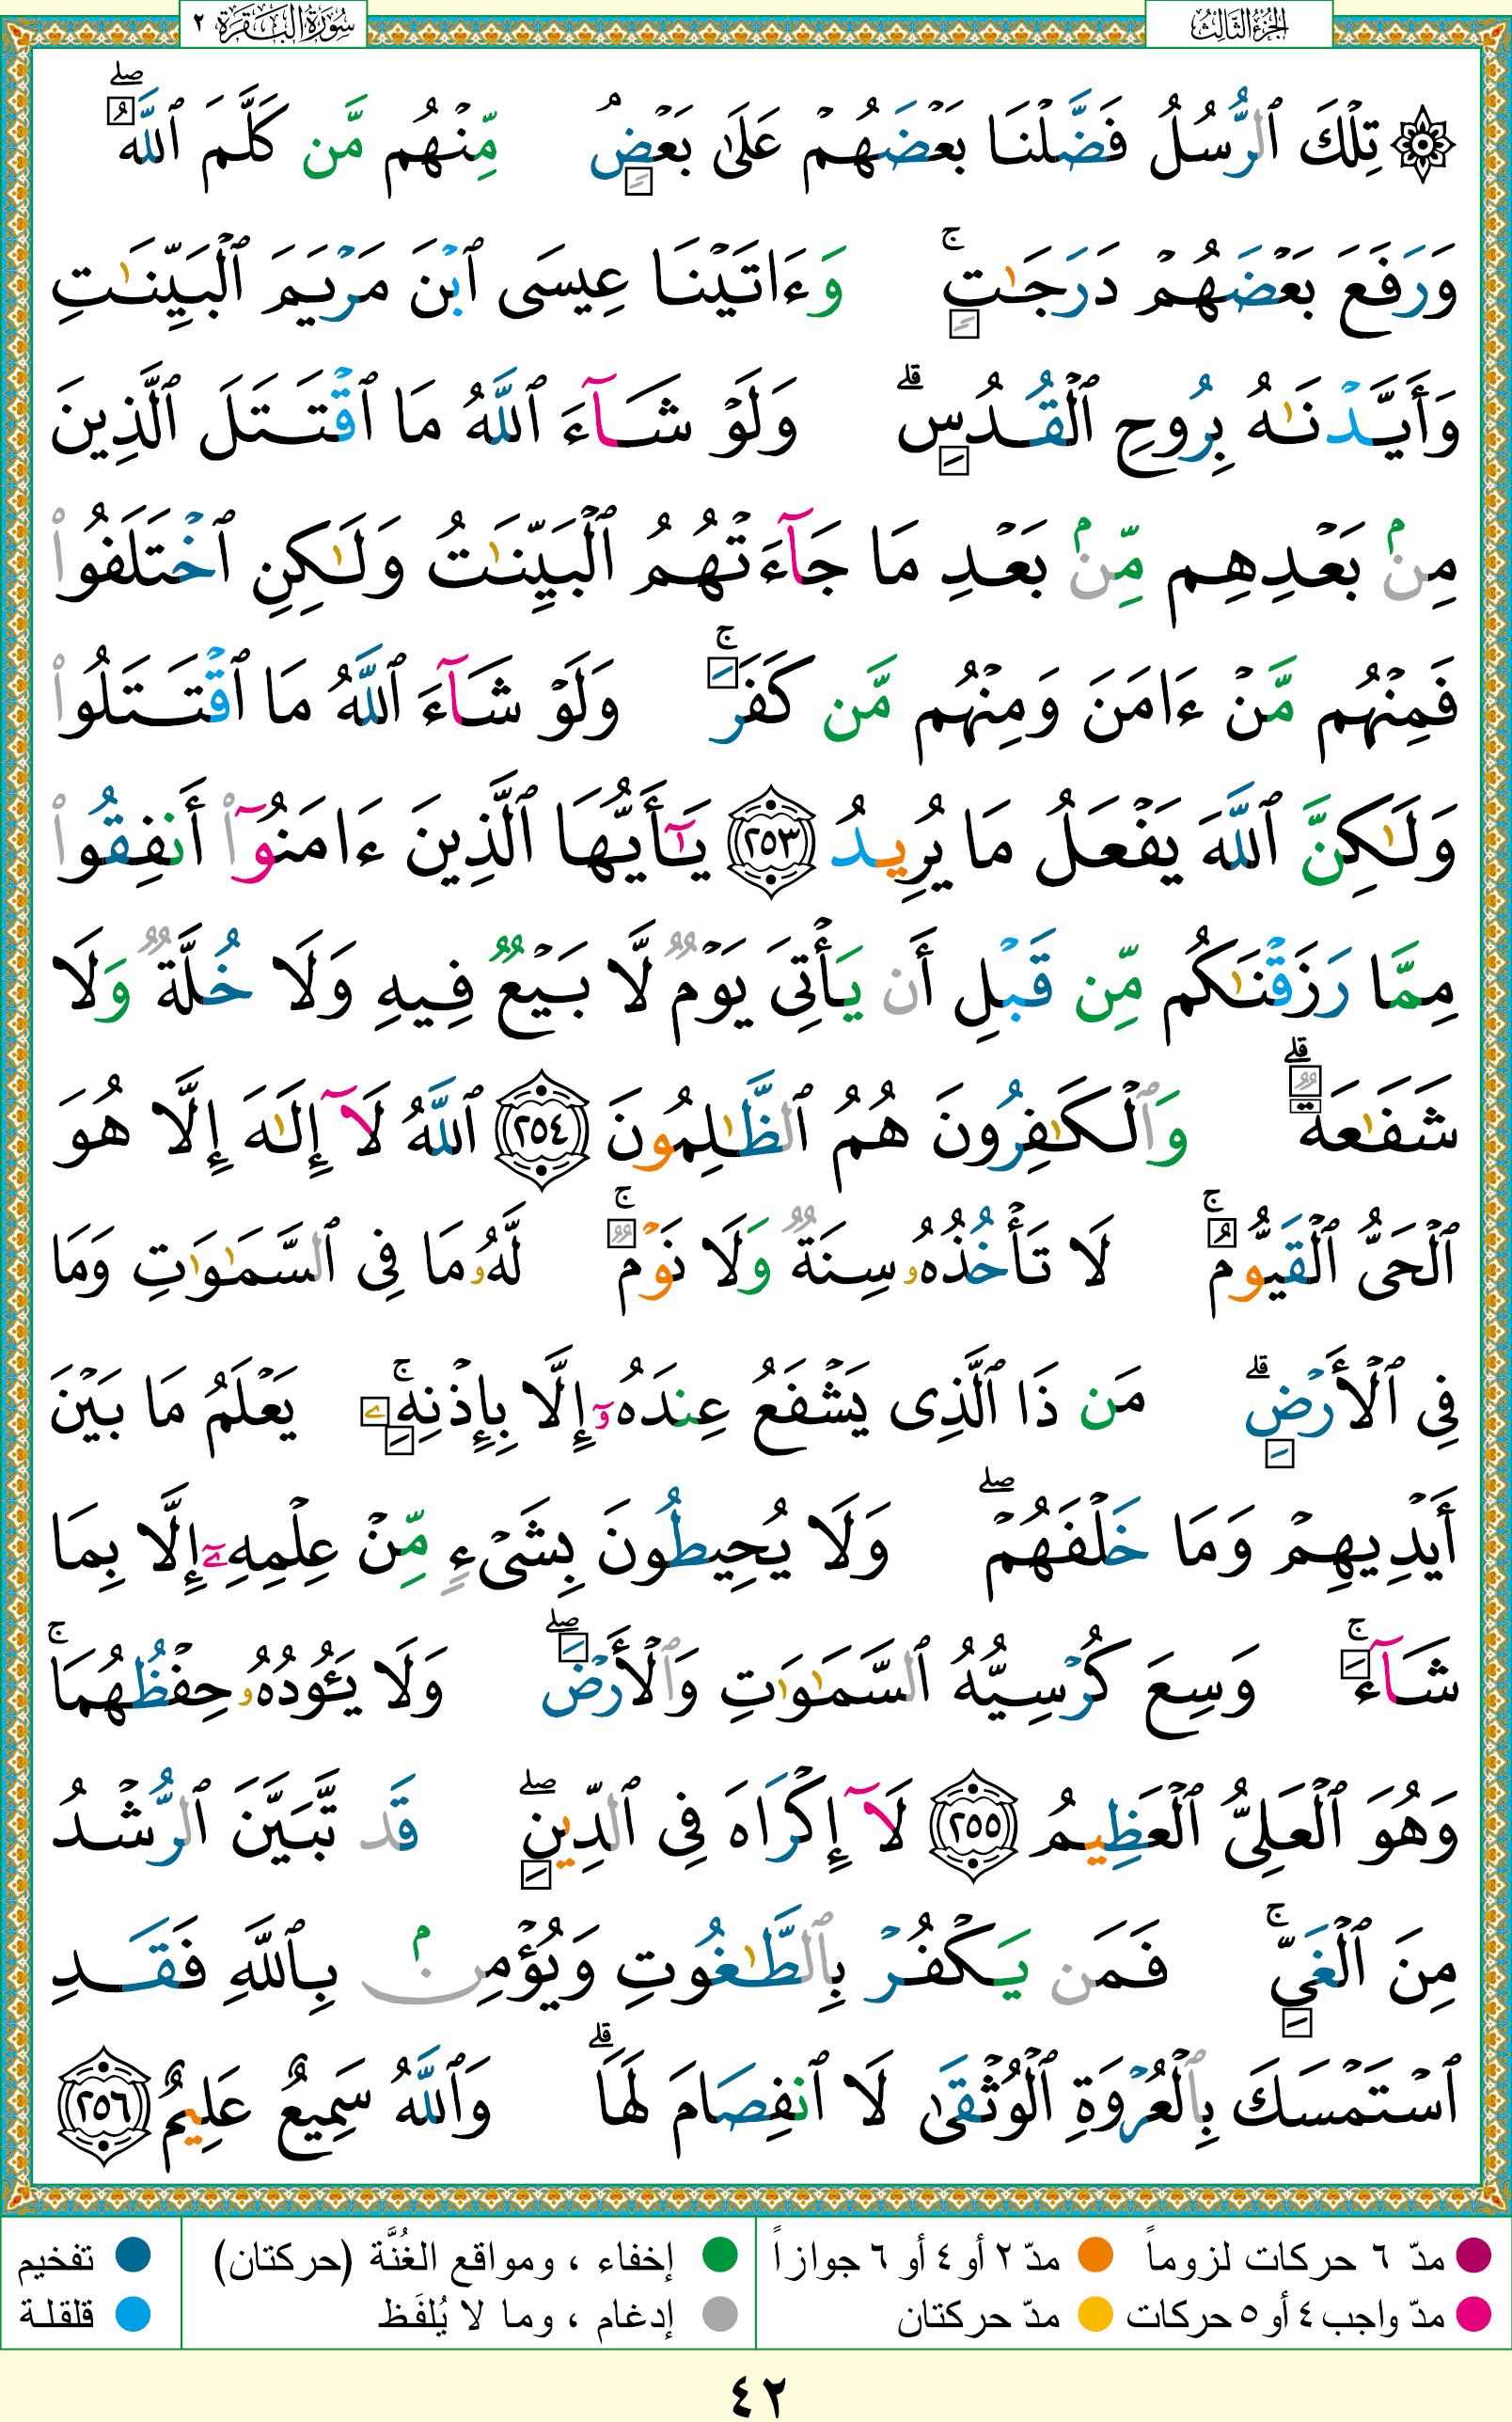 الجزء الثالث
سورة البقرة ٢
۞ تِلْكَ ٱلرُّسُلُ فَضَّلْنَا بَعْضَهُمْ عَلَىٰ بَعْضٍۢ مِّنْهُم مَّن كَلَّمَ ٱللَّهُ ۖ
وَرَفَعَ بَعْضَهُمْ دَرَجَـٰتٍۢ ۚ وَءَاتَيْنَا عِيسَى ٱبْنَ مَرْيَمَ ٱلْبَيِّنَـٰتِ
وَأَيَّدْنَـٰهُ بِرُوحِ ٱلْقُدُسِ ۗ وَلَوْ شَآءَ ٱللَّهُ مَا ٱقْتَتَلَ ٱلَّذِينَ
مِنۢ بَعْدِهِم مِّنۢ بَعْدِ مَا جَآءَتْهُمُ ٱلْبَيِّنَـٰتُ وَلَـٰكِنِ ٱخْتَلَفُوا۟
فَمِنْهُم مَّنْ ءَامَنَ وَمِنْهُم مَّن كَفَرَ ۚ وَلَوْ شَآءَ ٱللَّهُ مَا ٱقْتَتَلُوا۟
وَلَـٰكِنَّ ٱللَّهَ يَفْعَلُ مَا يُرِيدُ ٢٥٣ يَـٰٓأَيُّهَا ٱلَّذِينَ ءَامَنُوٓا۟ أَنفِقُوا۟
مِمَّا رَزَقْنَـٰكُم مِّن قَبْلِ أَن يَأْتِىَ يَوْمٌۭ لَّا بَيْعٌۭ فِيهِ وَلَا خُلَّةٌۭ وَلَا
شَفَـٰعَةٌۭ ۗ وَٱلْكَـٰفِرُونَ هُمُ ٱلظَّـٰلِمُونَ ٢٥٤ ٱللَّهُ لَآ إِلَـٰهَ إِلَّا هُوَ
ٱلْحَىُّ ٱلْقَيُّومُ ۚ لَا تَأْخُذُهُۥ سِنَةٌۭ وَلَا نَوْمٌۭ ۚ لَّهُۥ مَا فِى ٱلسَّمَـٰوَٰتِ وَمَا
فِى ٱلْأَرْضِ ۗ مَن ذَا ٱلَّذِى يَشْفَعُ عِندَهُۥٓ إِلَّا بِإِذْنِهِۦ ۚ يَعْلَمُ مَا بَيْنَ
أَيْدِيهِمْ وَمَا خَلْفَهُمْ ۖ وَلَا يُحِيطُونَ بِشَىْءٍۢ مِّنْ عِلْمِهِۦٓ إِلَّا بِمَا
شَآءَ ۚ وَسِعَ كُرْسِيُّهُ ٱلسَّمَـٰوَٰتِ وَٱلْأَرْضَ ۖ وَلَا يَـُٔودُهُۥ حِفْظُهُمَا ۚ
وَهُوَ ٱلْعَلِىُّ ٱلْعَظِيمُ ٢٥٥ لَآ إِكْرَاهَ فِى ٱلدِّينِ ۖ قَد تَّبَيَّنَ ٱلرُّشْدُ
مِنَ ٱلْغَىِّ ۚ فَمَن يَكْفُرْ بِٱلطَّـٰغُوتِ وَيُؤْمِنۢ بِٱللَّهِ فَقَدِ
ٱسْتَمْسَكَ بِٱلْعُرْوَةِ ٱلْوُثْقَىٰ لَا ٱنفِصَامَ لَهَا ۗ وَٱللَّهُ سَمِيعٌ عَلِيمٌ ٢٥٦
مدّ ٦ حركات لزوماً مدّ ٢ أو ٤ أو ٦ جوازاً إخفاء ، ومواقع الغُنَّة (حركتان) تفخيم
مدّ واجب ٤ أو ٥ حركات مدّ حركتان إدغام ، وما لا يُلفَظ قلقلة
٤٢